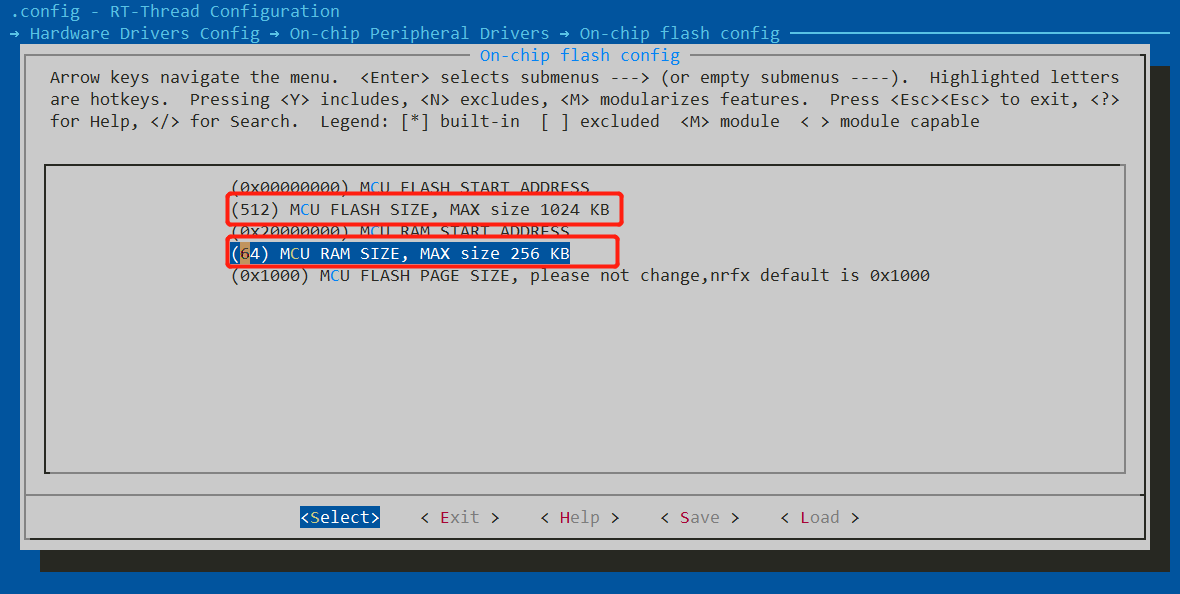 .config - RT-Thread Configuration
→ Hardware Drivers Config → On-chip Peripheral Drivers → On-chip flash config
On-chip flash config
Arrow keys navigate the menu.  <Enter> selects submenus ---> (or empty submenus ----).  Highlighted letters
are hotkeys.  Pressing <Y> includes, <N> excludes, <M> modularizes features.  Press <Esc><Esc> to exit, <?>
for Help, </> for Search.  Legend: [*] built-in  [ ] excluded  <M> module  < > module capable
(0x00000000) MCU FLASH START ADDRESS
(512) MCU FLASH SIZE, MAX size 1024 KB
(0x20000000) MCU RAM START ADDRESS
(64) MCU RAM SIZE, MAX size 256 KB
(0x1000) MCU FLASH PAGE SIZE, please not change,nrfx default is 0x1000
<Select>    < Exit >    < Help >    < Save >    < Load >